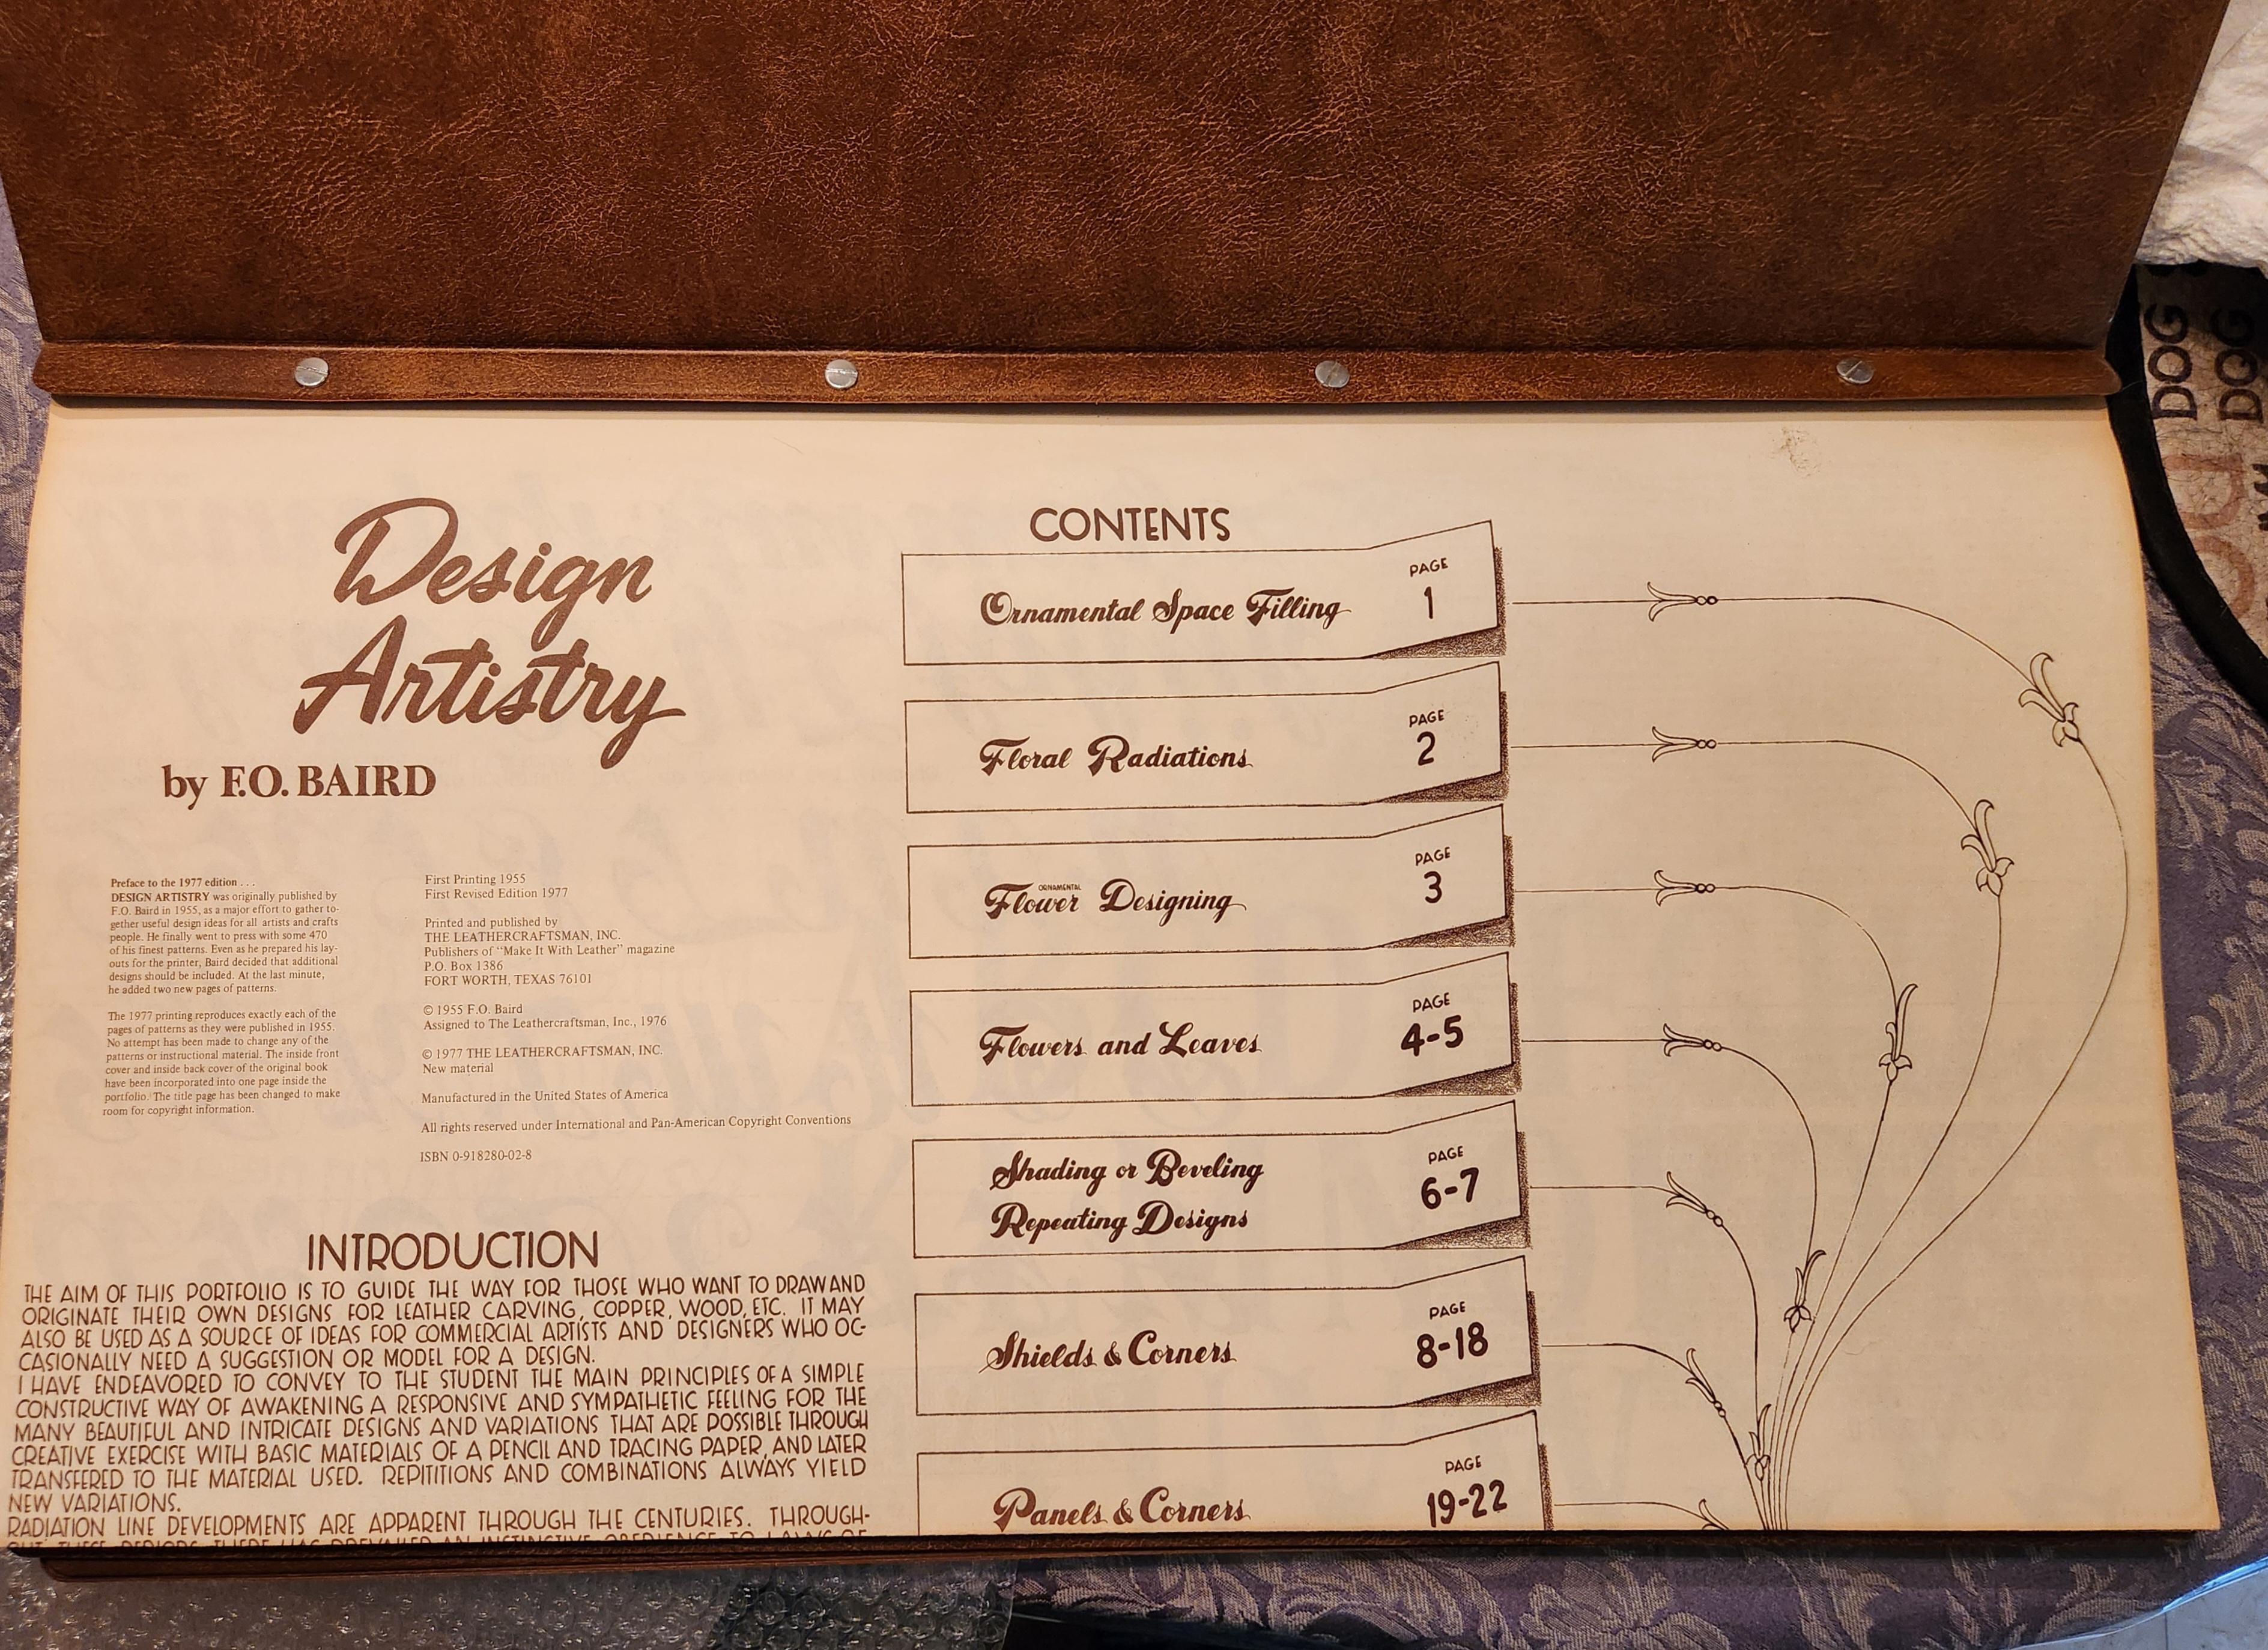 Design
Artistry
by F.O. BAIRD
Preface to the 1977 edition . . .
DESIGN ARTISTRY was originally published by
F.O. Baird in 1955, as a major effort to gather to-
gether useful design ideas for all artists and crafts
people. He finally went to press with some 470
of his finest patterns. Even as he prepared his lay-
outs for the printer, Baird decided that additional
designs should be included. At the last minute,
he added two new pages of patterns.
The 1977 printing reproduces exactly each of the
pages of patterns as they were published in 1955.
No attempt has been made to change any of the
patterns or instructional material. The inside front
cover and inside back cover of the original book
have been incorporated into one page inside the
portfolio. The title page has been changed to make
room for copyright information.
First Printing 1955
First Revised Edition 1977
Printed and published by
THE LEATHERCRAFTSMAN, INC.
Publishers of "Make It With Leather" magazine
P.O. Box 1386
FORT WORTH, TEXAS 76101
© 1955 F.O. Baird
Assigned to The Leathercraftsman, Inc., 1976
© 1977 THE LEATHERCRAFTSMAN, INC.
New material
Manufactured in the United States of America
All rights reserved under International and Pan-American Copyright Conventions
ISBN 0-918280-02-8
INTRODUCTION
THE AIM OF THIS PORTFOLIO IS TO GUIDE THE WAY FOR THOSE WHO WANT TO DRAW AND
ORIGINATE THEIR OWN DESIGNS FOR LEATHER CARVING, COPPER, WOOD, ETC. IT MAY
ALSO BE USED AS A SOURCE OF IDEAS FOR COMMERCIAL ARTISTS AND DESIGNERS WHO OC-
CASIONALLY NEED A SUGGESTION OR MODEL FOR A DESIGN.
I HAVE ENDEAVORED TO CONVEY TO THE STUDENT THE MAIN PRINCIPLES OF A SIMPLE
CONSTRUCTIVE WAY OF AWAKENING A RESPONSIVE AND SYMPATHETIC FEELING FOR THE
MANY BEAUTIFUL AND INTRICATE DESIGNS AND VARIATIONS THAT ARE POSSIBLE THROUGH
CREATIVE EXERCISE WITH BASIC MATERIALS OF A PENCIL AND TRACING PAPER, AND LATER
TRANSFERED TO THE MATERIAL USED. REPITITIONS AND COMBINATIONS ALWAYS YIELD
NEW VARIATIONS.
RADIATION LINE DEVELOPMENTS ARE APPARENT THROUGH THE CENTURIES. THROUGH-
OUT THESE PERIODS THERE HAS PREVAILED AN INSTINCTIVE OBEDIENCE TO LAWS OF
CONTENTS
Ornamental Space Filling
PAGE
1
Floral Radiations
PAGE
2
ORNAMENTAL
Flower Designing
PAGE
3
Flowers and Leaves
PAGE
4-5
Shading or Beveling
Repeating Designs
PAGE
6-7
Shields & Corners
PAGE
8-18
Panels & Corners
PAGE
19-22
DOG
DOG